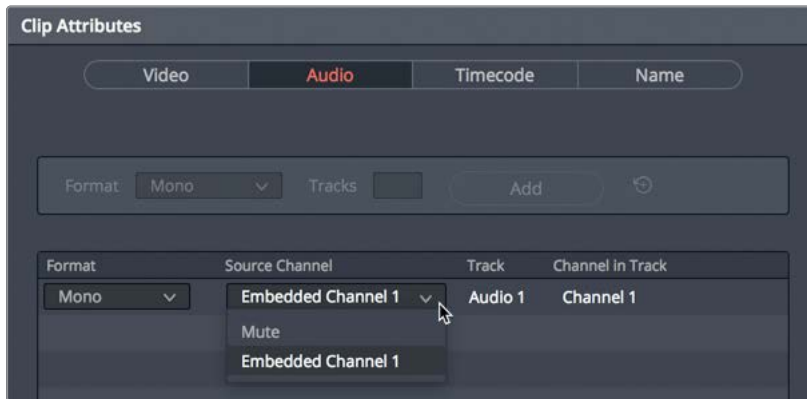 Clip Attributes
Video Audio Timecode Name
Format Mono Tracks Add
Format Source Channel Track Channel in Track
Mono Embedded Channel 1 Audio 1 Channel 1
Mute
Embedded Channel 1